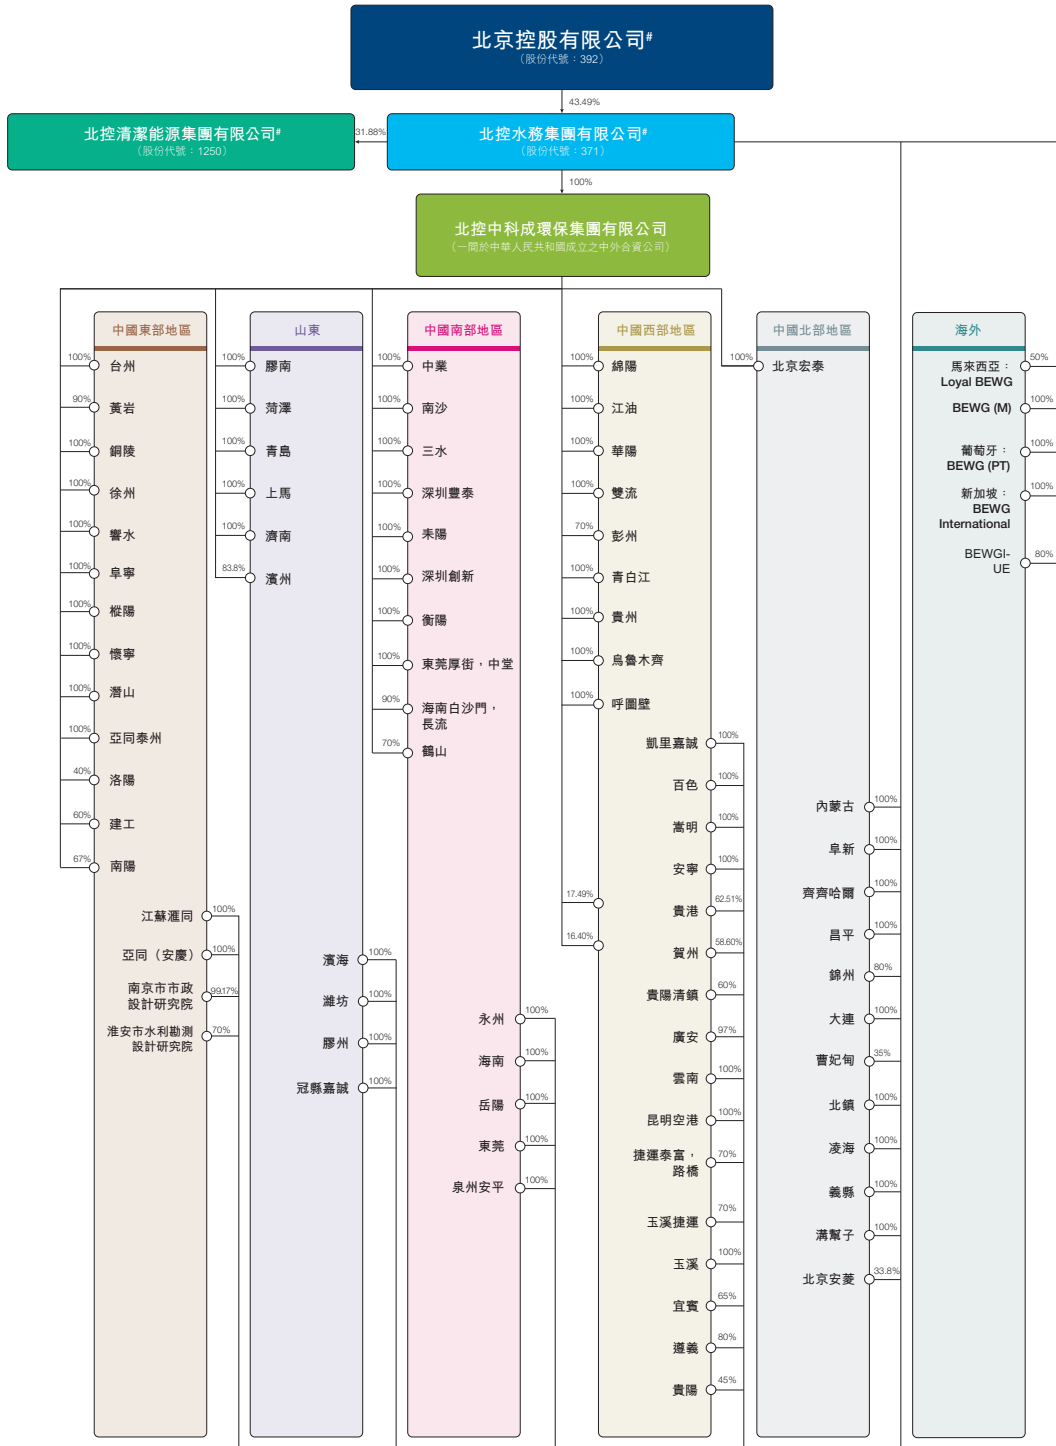 北京控股有限公司#
（股份代號：392）
43.49%
北控清潔能源集團有限公司#
（股份代號：1250）
31.88%
北控水務集團有限公司#
（股份代號：371）
100%
北控中科成環保集團有限公司
（一間於中華人民共和國成立之中外合資公司）
中國東部地區
100% 台州
90% 黃岩
100% 銅陵
100% 徐州
100% 響水
100% 阜寧
100% 樅陽
100% 懷寧
100% 潛山
100% 亞同泰州
40% 洛陽
60% 建工
67% 南陽
江蘇滙同 100%
亞同（安慶） 100%
南京市市政
設計研究院 99.17%
淮安市水利勘測
設計研究院 70%
山東
100% 膠南
100% 菏澤
100% 青島
100% 上馬
100% 濟南
83.8% 濱州
濱海 100%
濰坊 100%
膠州 100%
冠縣嘉誠 100%
中國南部地區
100% 中業
100% 南沙
100% 三水
100% 深圳豐泰
100% 耒陽
100% 深圳創新
100% 衡陽
100% 東莞厚街，中堂
90% 海南白沙門，
長流
70% 鶴山
永州 100%
海南 100%
岳陽 100%
東莞 100%
泉州安平 100%
中國西部地區
100% 綿陽
100% 江油
100% 華陽
100% 雙流
70% 彭州
100% 青白江
100% 貴州
100% 烏魯木齊
100% 呼圖壁
凱里嘉誠 100%
百色 100%
嵩明 100%
安寧 100%
17.49% 貴港 62.51%
16.40% 賀州 58.60%
貴陽清鎮 60%
廣安 97%
雲南 100%
昆明空港 100%
捷運泰富，
路橋 70%
玉溪捷運 70%
玉溪 100%
宜賓 65%
遵義 80%
貴陽 45%
中國北部地區
100% 北京宏泰
內蒙古 100%
阜新 100%
齊齊哈爾 100%
昌平 100%
錦州 80%
大連 100%
曹妃甸 35%
北鎮 100%
凌海 100%
義縣 100%
溝幫子 100%
北京安菱 33.8%
海外
馬來西亞： 50%
Loyal BEWG
BEWG (M) 100%
葡萄牙： 100%
BEWG (PT)
新加坡： 100%
BEWG
International
BEWGI- 80%
UE